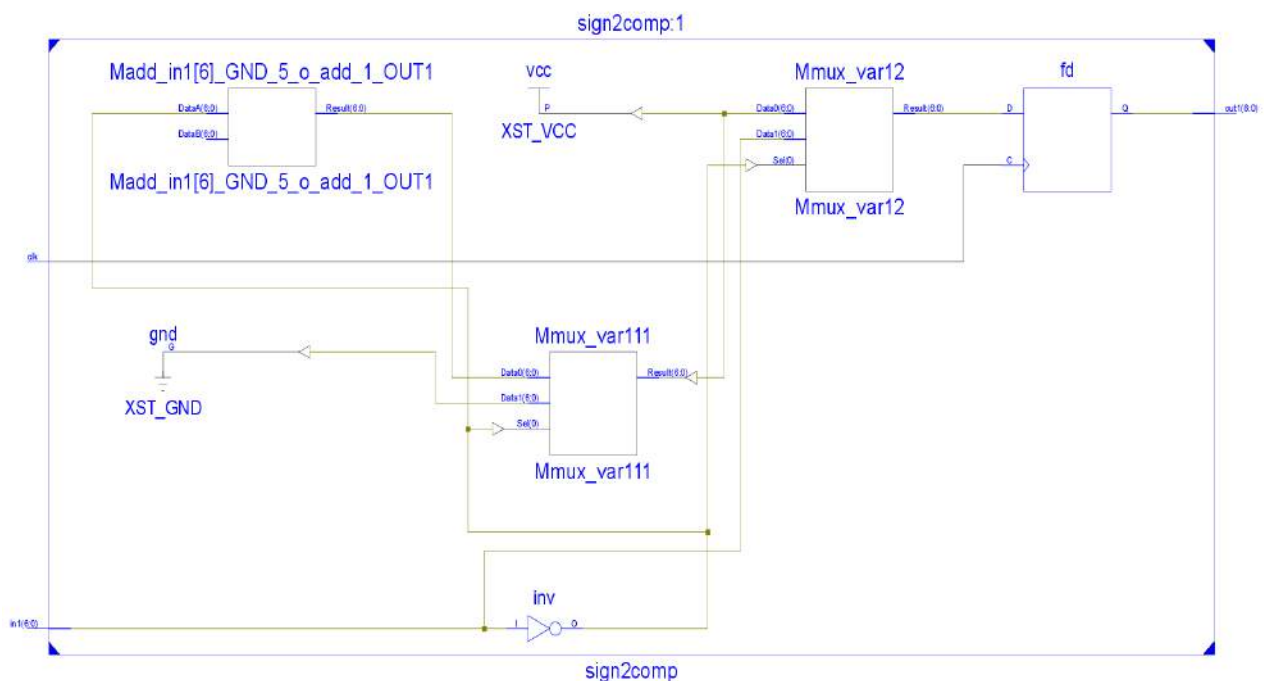 sign2comp:1
Madd_in1[6]_GND_5_o_add_1_OUT1
DataA(6:0)
Result(6:0)
DataB(6:0)
Madd_in1[6]_GND_5_o_add_1_OUT1
vcc
P
XST_VCC
Mmux_var12
Data0(6:0)
Result(6:0)
Data1(6:0)
Sel(0)
Mmux_var12
fd
D
Q
C
out1(6:0)
clk
gnd
G
XST_GND
Mmux_var111
Data0(6:0)
Result(6:0)
Data1(6:0)
Sel(0)
Mmux_var111
inv
in1(6:0)
I
O
sign2comp